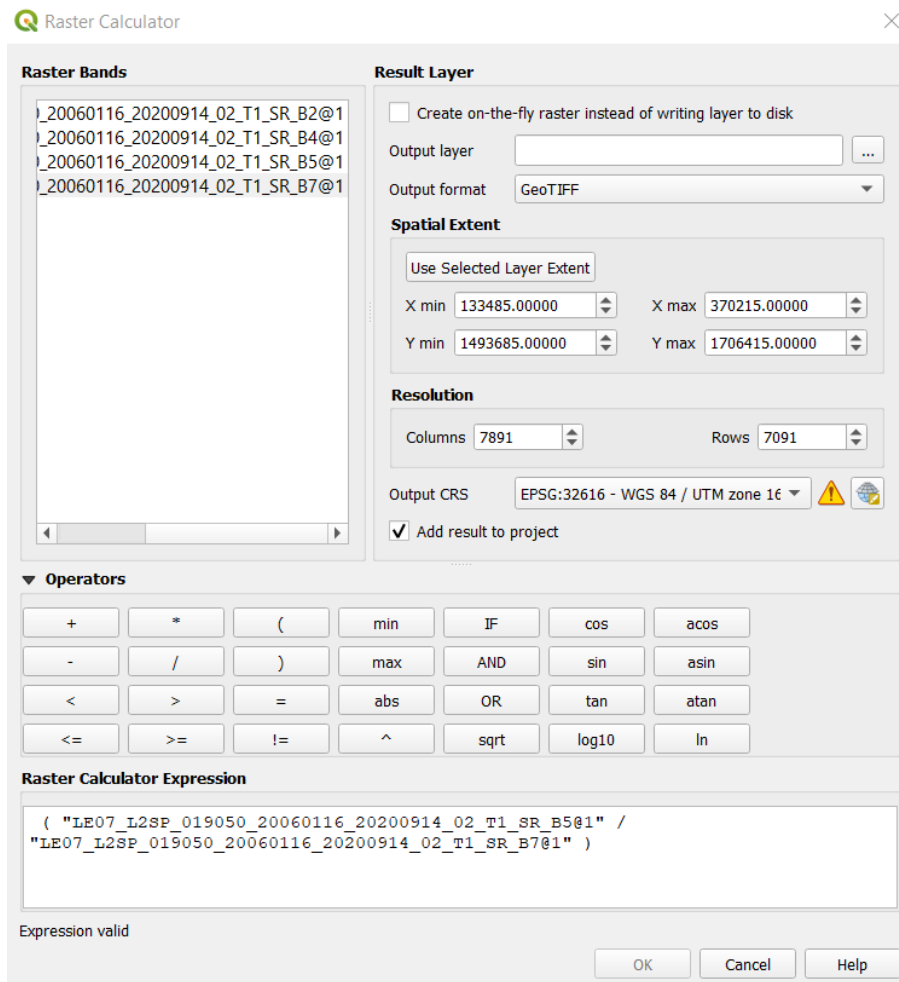 Raster Calculator
Raster Bands
_20060116_20200914_02_T1_SR_B2@1
_20060116_20200914_02_T1_SR_B4@1
_20060116_20200914_02_T1_SR_B5@1
_20060116_20200914_02_T1_SR_B7@1
Result Layer
Create on-the-fly raster instead of writing layer to disk
Output layer ...
Output format GeoTIFF
Spatial Extent
Use Selected Layer Extent
X min 133485.00000 X max 370215.00000
Y min 1493685.00000 Y max 1706415.00000
Resolution
Columns 7891 Rows 7091
Output CRS EPSG:32616 - WGS 84 / UTM zone 16
Add result to project
Operators
+ * ( min IF cos acos
- / ) max AND sin asin
< > = abs OR tan atan
<= >= != ^ sqrt log10 ln
Raster Calculator Expression
( "LE07_L2SP_019050_20060116_20200914_02_T1_SR_B5@1" /
"LE07_L2SP_019050_20060116_20200914_02_T1_SR_B7@1" )
Expression valid
OK Cancel Help